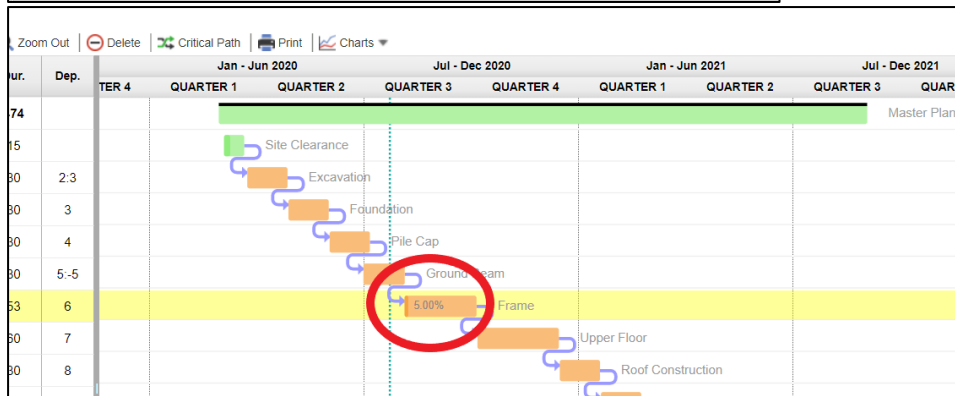 Zoom Out Delete Critical Path Print Charts
Jan - Jun 2020 Jul - Dec 2020 Jan - Jun 2021 Jul - Dec 2021
Dep.
TER 4 QUARTER 1 QUARTER 2 QUARTER 3 QUARTER 4 QUARTER 1 QUARTER 2 QUARTER 3 QUAR
74 Master Plan
15 Site Clearance
30 2:3 Excavation
30 3 Foundation
30 4 Pile Cap
30 5:-5 Ground Beam
53 6 5.00% Frame
60 7 Upper Floor
30 8 Roof Construction